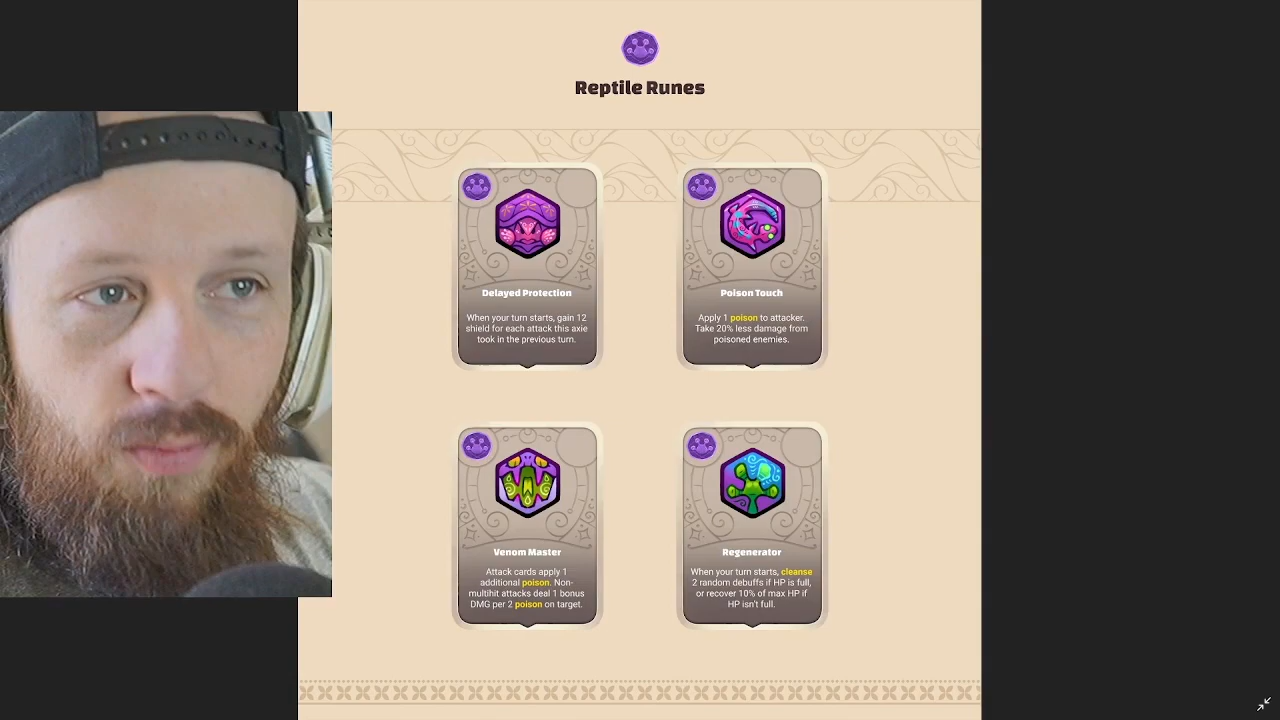 Reptile Runes
Delayed Protection
When your turn starts, gain 12
shield for each attack this axie
took in the previous turn.
Poison Touch
Apply 1 poison to attacker.
Take 20% less damage from
poisoned enemies.
Venom Master
Attack cards apply 1
additional poison. Non-
multihit attacks deal 1 bonus
DMG per 2 poison on target.
Regenerator
When your turn starts, cleanse
2 random debuffs if HP is full,
or recover 10% of max HP if
HP isn't full.